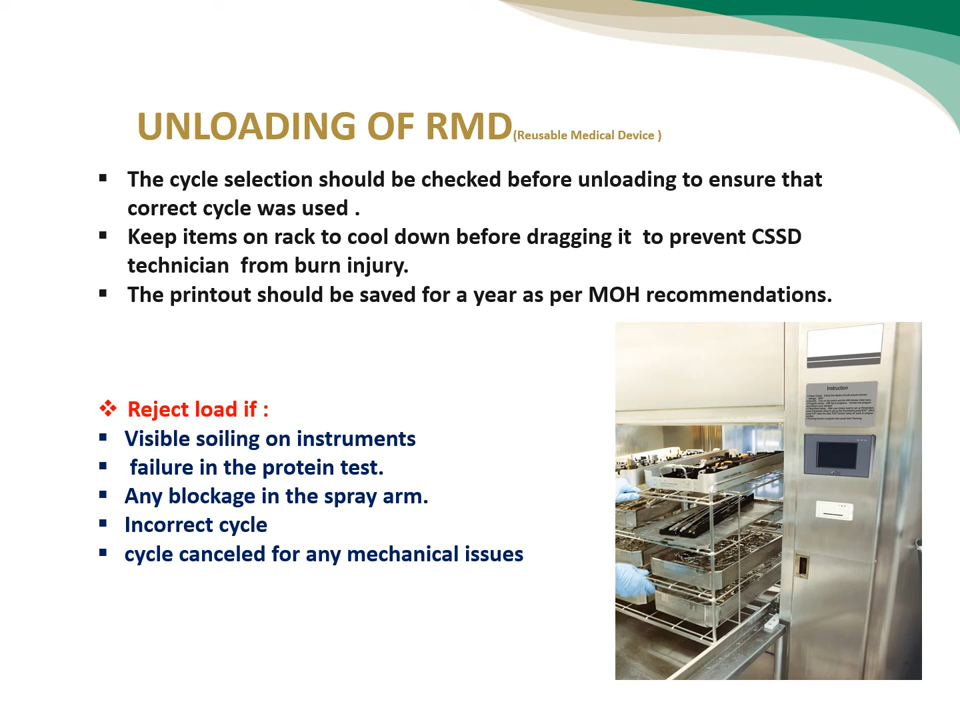 UNLOADING OF RMD(Reusable Medical Device )
▪ The cycle selection should be checked before unloading to ensure that
correct cycle was used .
▪ Keep items on rack to cool down before dragging it to prevent CSSD
technician from burn injury.
▪ The printout should be saved for a year as per MOH recommendations.
❖ Reject load if :
▪ Visible soiling on instruments
▪ failure in the protein test.
▪ Any blockage in the spray arm.
▪ Incorrect cycle
▪ cycle canceled for any mechanical issues
Instruction